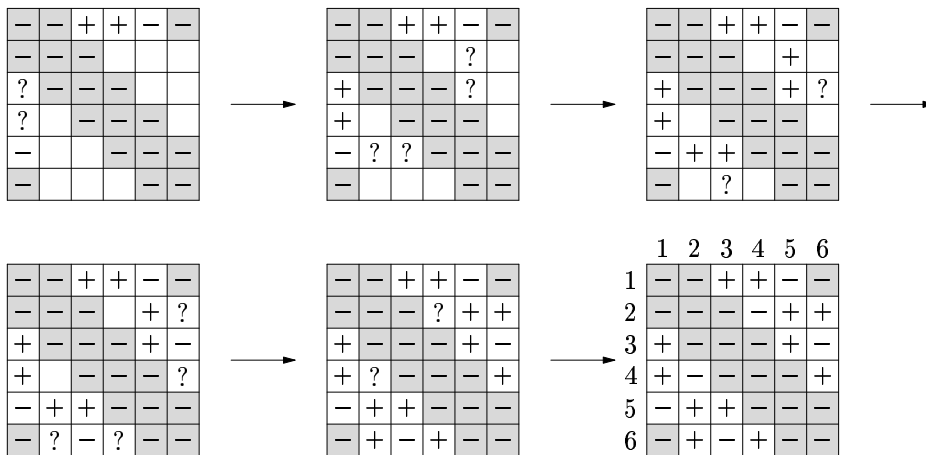 − − + + − −
− − −
? − − −
? − − −
− − − −
− − −
− − + + − −
− − − ?
+ − − − ?
+ − − −
− ? ? − − −
− − −
− − + + − −
− − − +
+ − − − + ?
+ − − −
− + + − − −
− ? − −
− − + + − −
− − − + ?
+ − − − + −
+ − − − ?
− + + − − −
− ? − ? − −
− − + + − −
− − − ? + +
+ − − − + −
+ ? − − − +
− + + − − −
− + − + − −
1 2 3 4 5 6
1 − − + + − −
2 − − − − + +
3 + − − − + −
4 + − − − − +
5 − + + − − −
6 − + − + − −